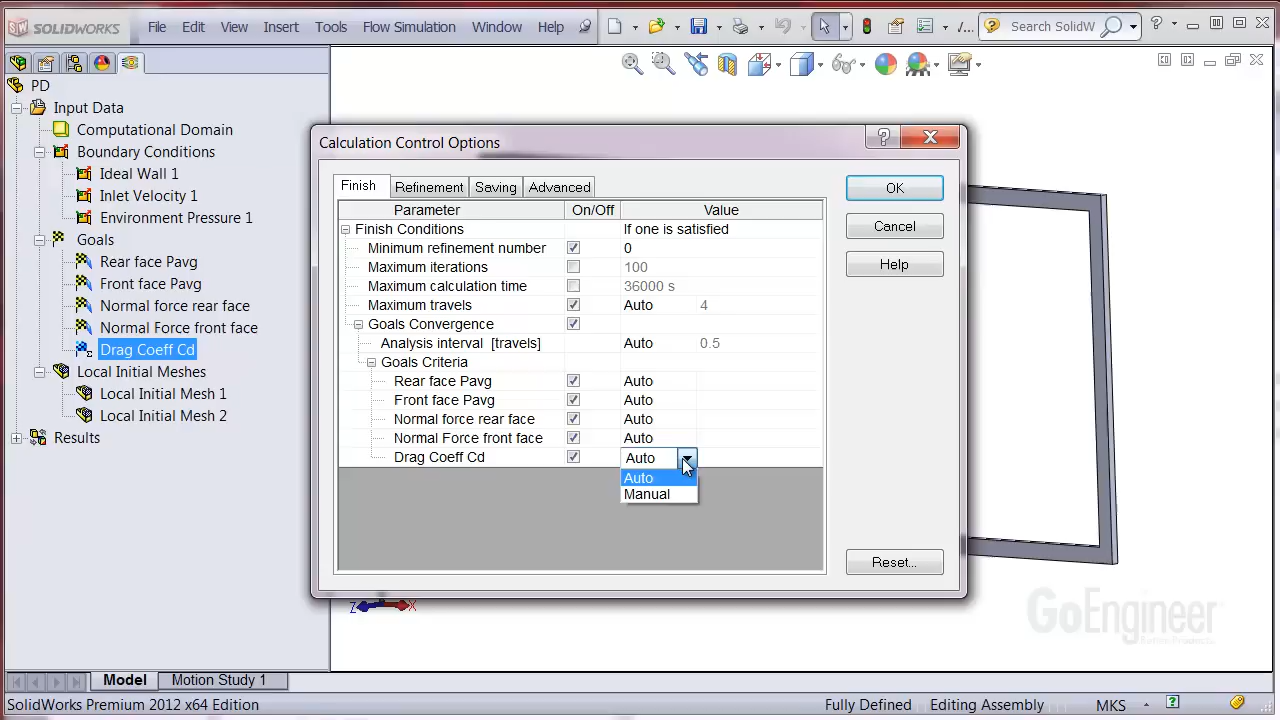 SOLIDWORKS File Edit View Insert Tools Flow Simulation Window Help /... Search SolidW ?
PD
Input Data
Computational Domain
Boundary Conditions
Ideal Wall 1
Inlet Velocity 1
Environment Pressure 1
Goals
Rear face Pavg
Front face Pavg
Normal force rear face
Normal Force front face
Drag Coeff Cd
Local Initial Meshes
Local Initial Mesh 1
Local Initial Mesh 2
Results
Calculation Control Options ?
Finish Refinement Saving Advanced
Parameter On/Off Value
Finish Conditions If one is satisfied
Minimum refinement number 0
Maximum iterations 100
Maximum calculation time 36000 s
Maximum travels Auto 4
Goals Convergence
Analysis interval [travels] Auto 0.5
Goals Criteria
Rear face Pavg Auto
Front face Pavg Auto
Normal force rear face Auto
Normal Force front face Auto
Drag Coeff Cd Auto
Auto
Manual
OK
Cancel
Help
Reset...
Z X
GoEngineer
Model Motion Study 1
SolidWorks Premium 2012 x64 Edition Fully Defined Editing Assembly MKS ?